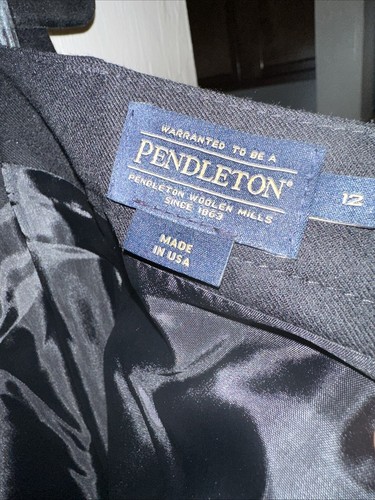 WARRANTED TO BE A
PENDLETON®
PENDLETON WOOLEN MILLS
SINCE 1863
12
MADE
IN USA